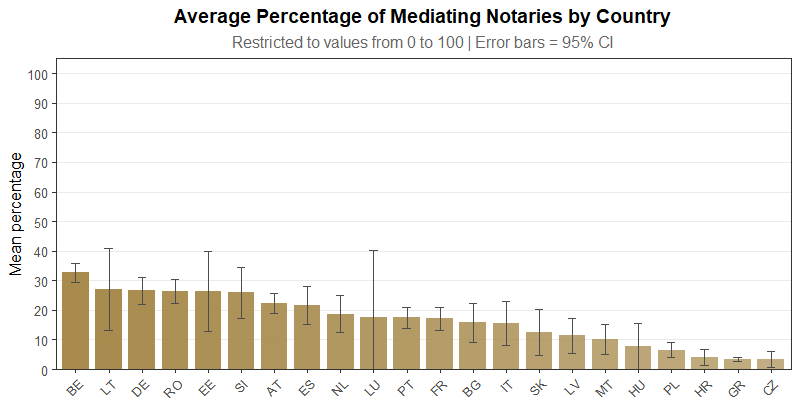 Average Percentage of Mediating Notaries by Country
Restricted to values from 0 to 100 | Error bars = 95% CI
Mean percentage
100
90
80
70
60
50
40
30
20
10
0
BE LT DE RO EE SI AT ES NL LU PT FR BG IT SK LV MT HU PL HR GR CZ